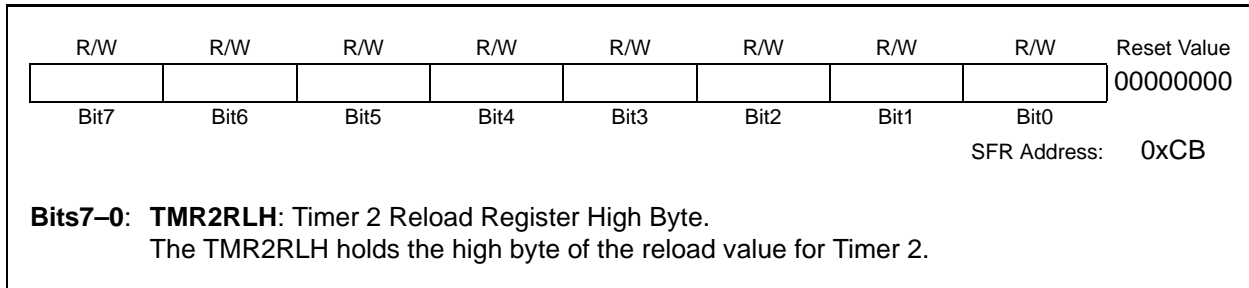 R/W R/W R/W R/W R/W R/W R/W R/W Reset Value
00000000
Bit7 Bit6 Bit5 Bit4 Bit3 Bit2 Bit1 Bit0
SFR Address: 0xCB
Bits7–0: TMR2RLH: Timer 2 Reload Register High Byte.
The TMR2RLH holds the high byte of the reload value for Timer 2.